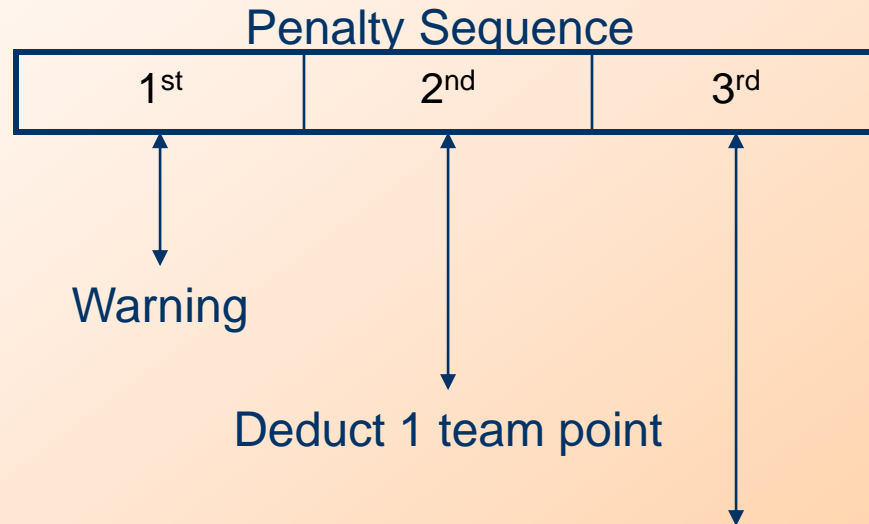 Penalty Sequence
1st 2nd 3rd
Warning
Deduct 1 team point